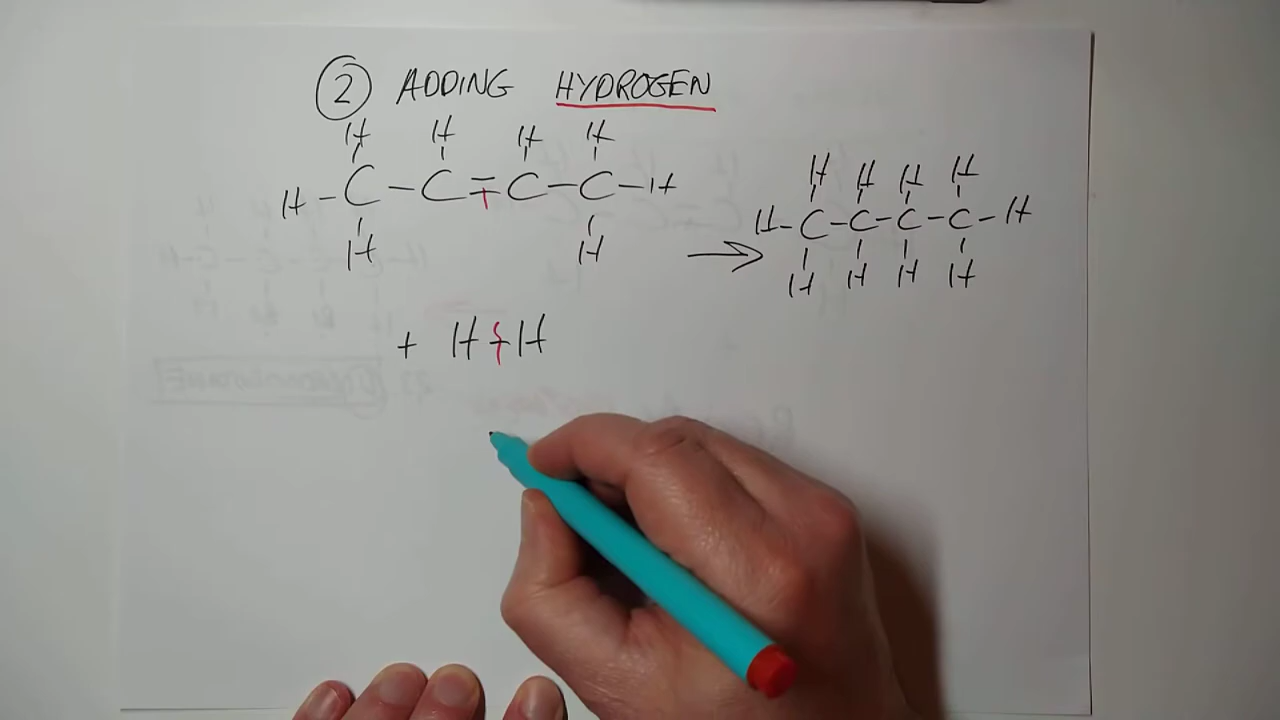 2 ADDING HYDROGEN
H H H H H H H H
H - C - C = C - C - H → H - C - C - C - C - H
H H H H H H
+ H - H